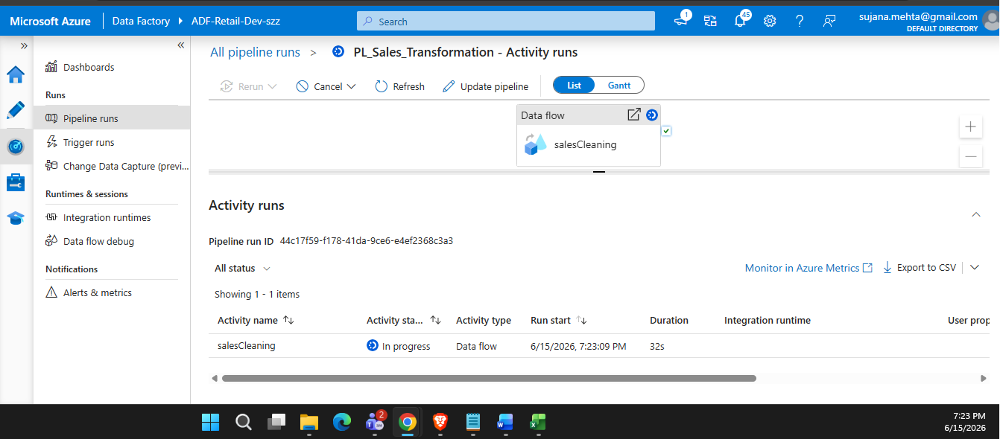 Microsoft Azure
Data Factory
ADF-Retail-Dev-szz
Search
1
45
sujana.mehta@gmail.com
DEFAULT DIRECTORY
Dashboards
Runs
Pipeline runs
Trigger runs
Change Data Capture (previ...
Runtimes & sessions
Integration runtimes
Data flow debug
Notifications
Alerts & metrics
All pipeline runs > PL_Sales_Transformation - Activity runs
Rerun Cancel Refresh Update pipeline List Gantt
Data flow
salesCleaning
Activity runs
Pipeline run ID 44c17f59-f178-41da-9ce6-e4ef2368c3a3
All status
Monitor in Azure Metrics Export to CSV
Showing 1 - 1 items
Activity name Activity sta... Activity type Run start Duration Integration runtime User prop
salesCleaning In progress Data flow 6/15/2026, 7:23:09 PM 32s
2
7:23 PM
6/15/2026